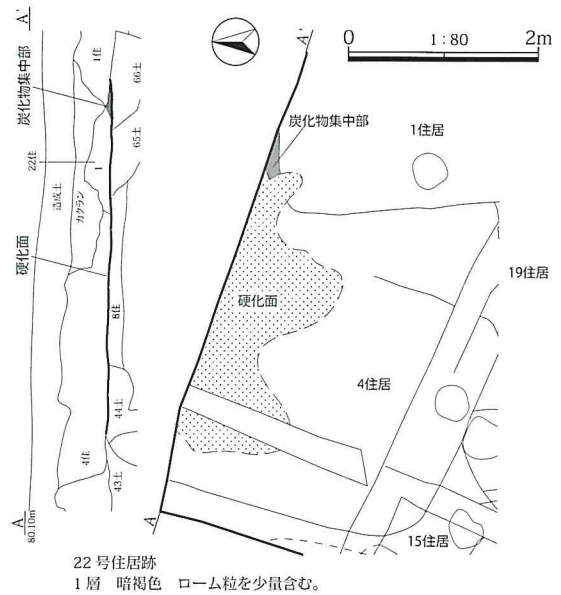 A'
炭化物集中部
22住
硬化面
A
80.10m
造成土
カクラン
1住
1
8住
4住
66土
65土
44土
43土
0
1:80
2m
A'
炭化物集中部
1住居
硬化面
19住居
4住居
15住居
A
22号住居跡
1層 暗褐色 ローム粒を少量含む。